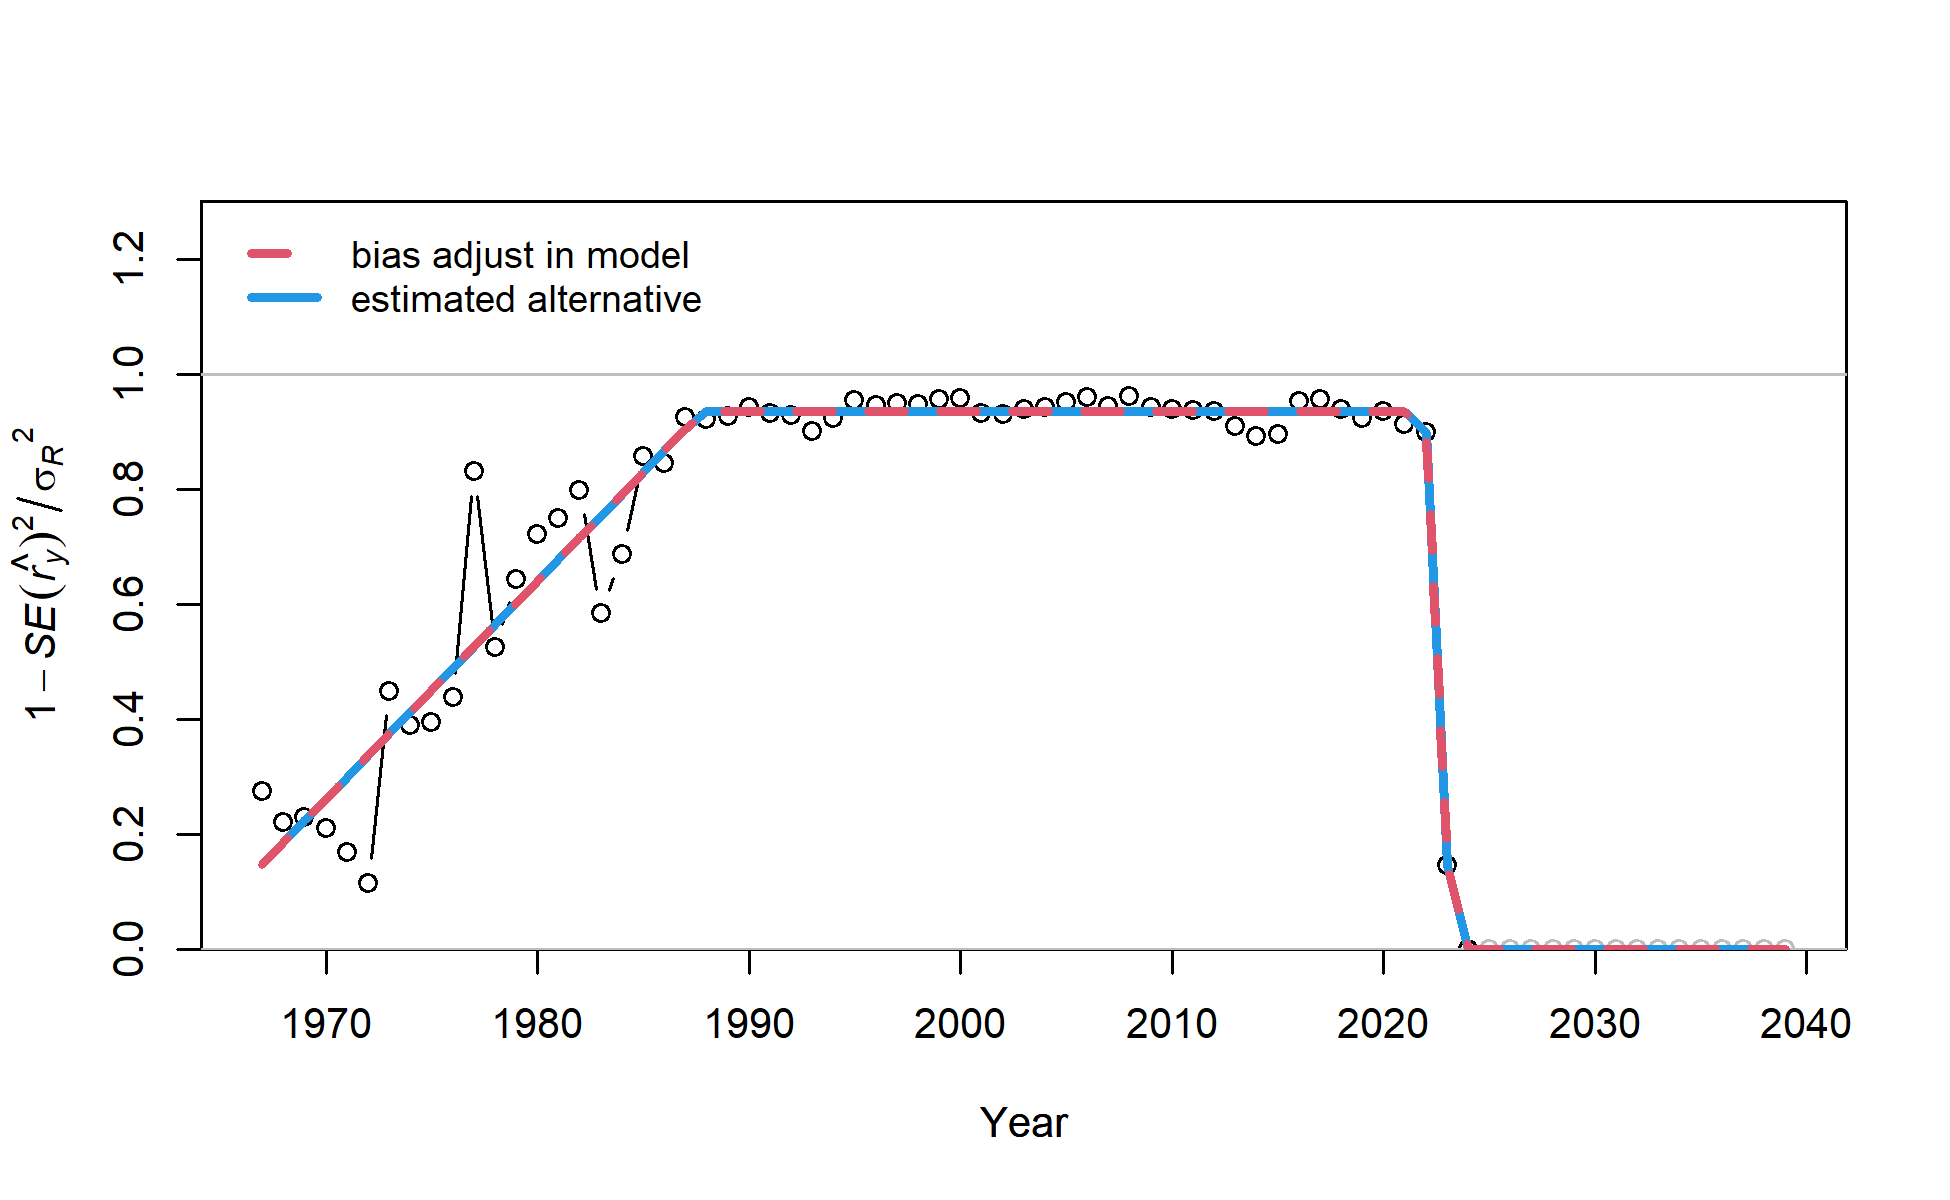 bias adjust in model
estimated alternative
1 − SE(r̂y)² / σR²
1.2
1.0
0.8
0.6
0.4
0.2
0.0
1970 1980 1990 2000 2010 2020 2030 2040
Year